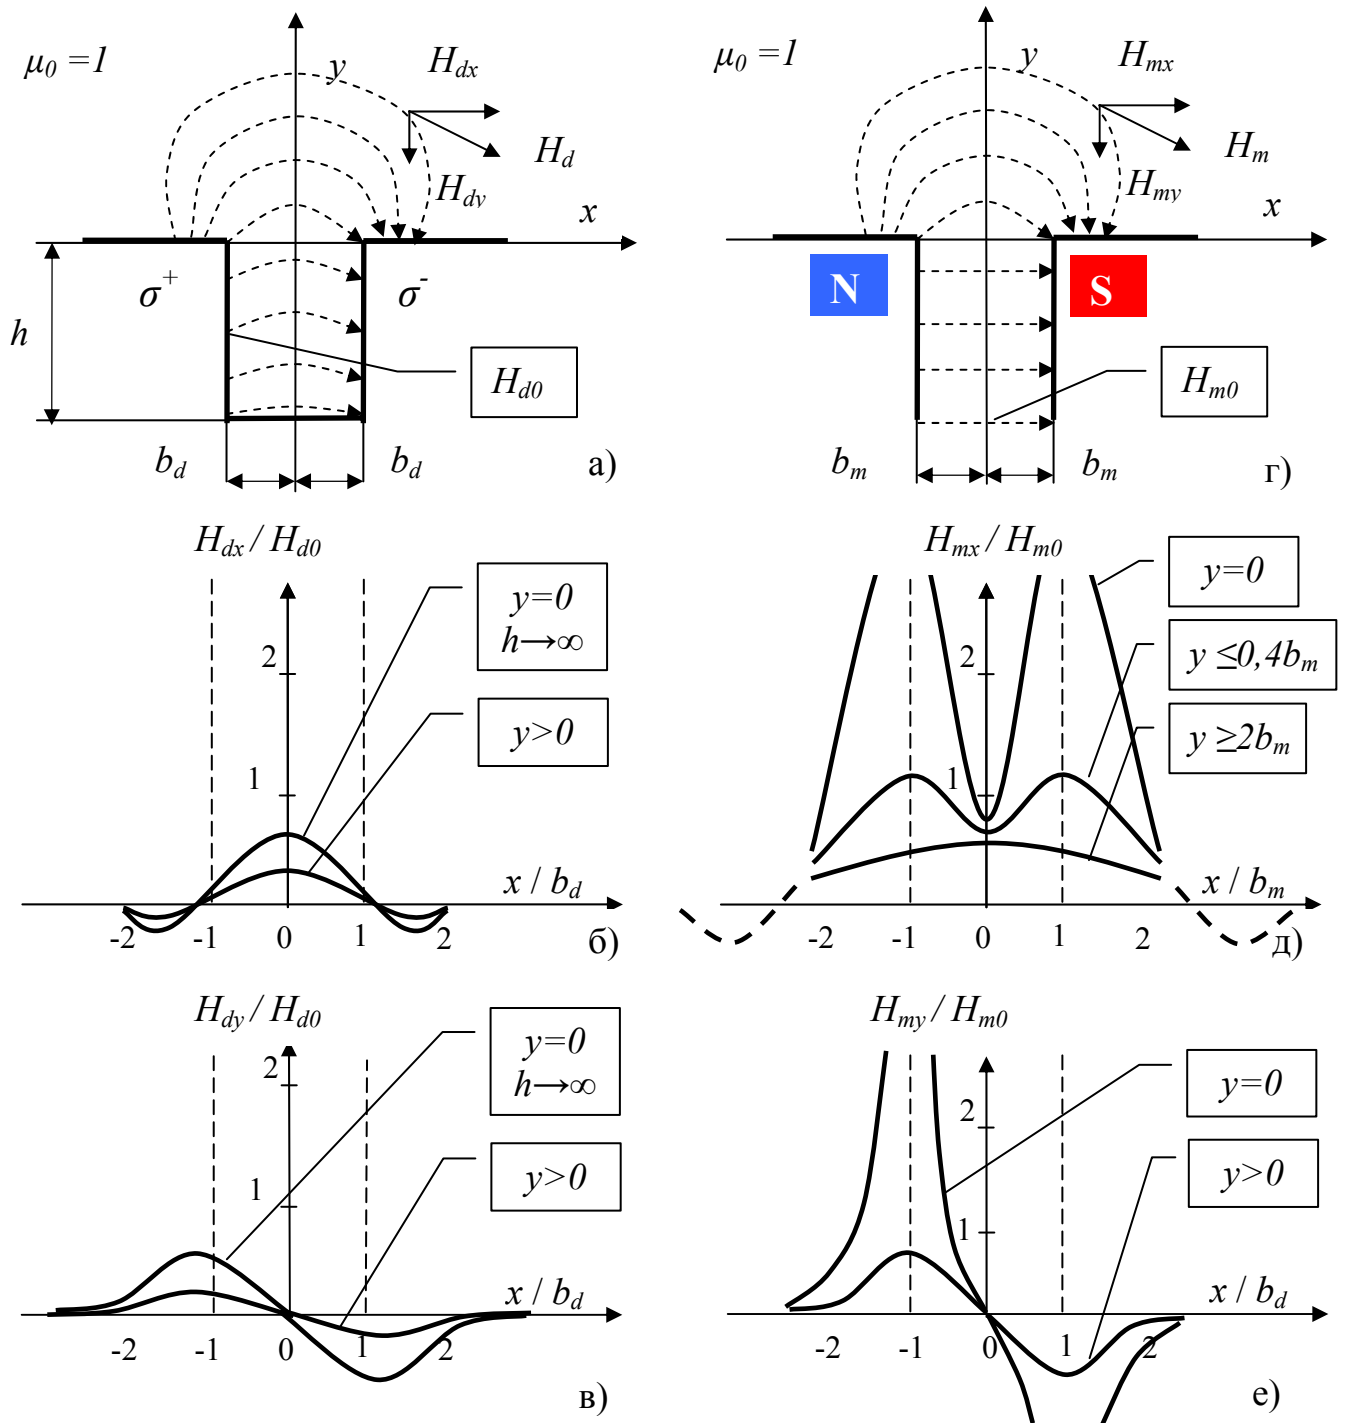 μ0 =1
y
Hdx
Hd
Hdy
x
σ+
σ-
h
Hd0
bd
bd
а)
μ0 =1
y
Hmx
Hm
Hmy
x
N
S
Hm0
bm
bm
г)
Hdx / Hd0
y=0
h→∞
y>0
2
1
x / bd
-2
-1
0
1
2
б)
Hmx / Hm0
y=0
y ≤0,4bm
y ≥2bm
2
1
x / bm
-2
-1
0
1
2
д)
Hdy / Hd0
y=0
h→∞
y>0
2
1
x / bd
-2
-1
0
1
2
в)
Hmy / Hm0
y=0
y>0
2
1
x / bd
-2
-1
0
1
2
е)